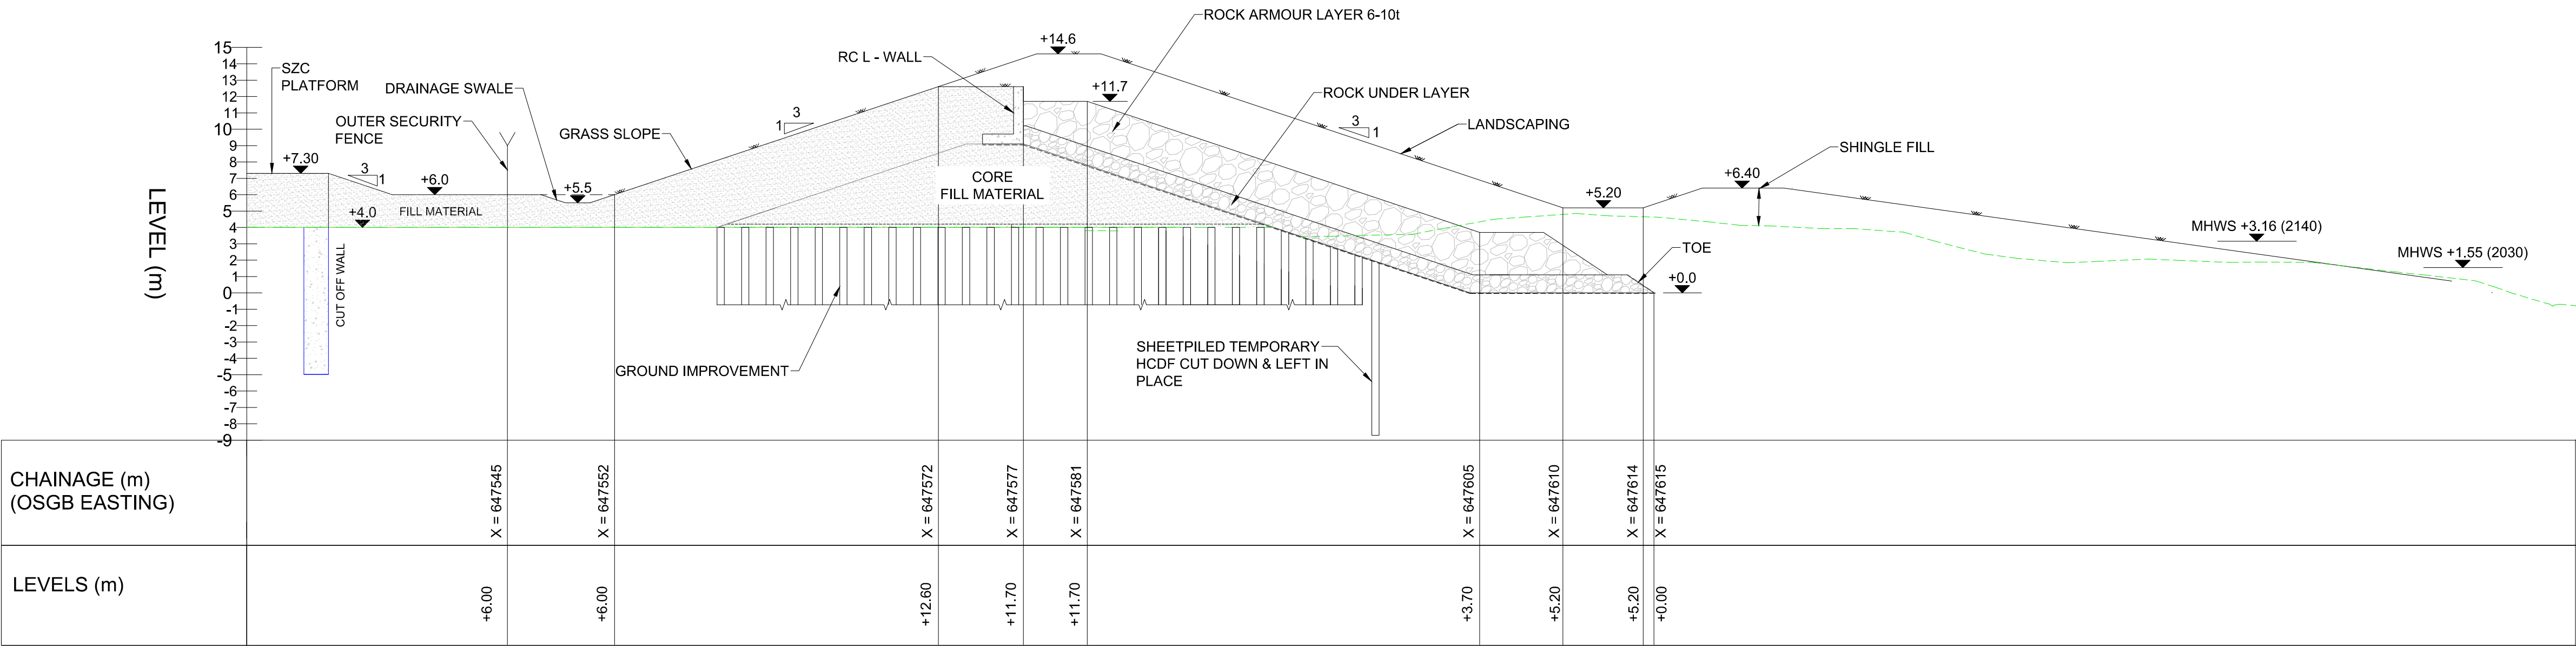 ROCK ARMOUR LAYER 6-10t
+14.6
RC L - WALL
SZC
PLATFORM
DRAINAGE SWALE
+11.7
ROCK UNDER LAYER
OUTER SECURITY
FENCE
GRASS SLOPE
3
1
3
1
LANDSCAPING
SHINGLE FILL
+7.30
3
1
+6.0
+5.5
CORE
FILL MATERIAL
+6.40
+5.20
+4.0
FILL MATERIAL
MHWS +3.16 (2140)
MHWS +1.55 (2030)
TOE
+0.0
CUT OFF WALL
GROUND IMPROVEMENT
SHEETPILED TEMPORARY
HCDF CUT DOWN & LEFT IN
PLACE
LEVEL (m)
15
14
13
12
11
10
9
8
7
6
5
4
3
2
1
0
-1
-2
-3
-4
-5
-6
-7
-8
-9
CHAINAGE (m)
(OSGB EASTING)
X = 647545
X = 647552
X = 647572
X = 647577
X = 647581
X = 647605
X = 647610
X = 647614
X = 647615
LEVELS (m)
+6.00
+6.00
+12.60
+11.70
+11.70
+3.70
+5.20
+5.20
+0.00